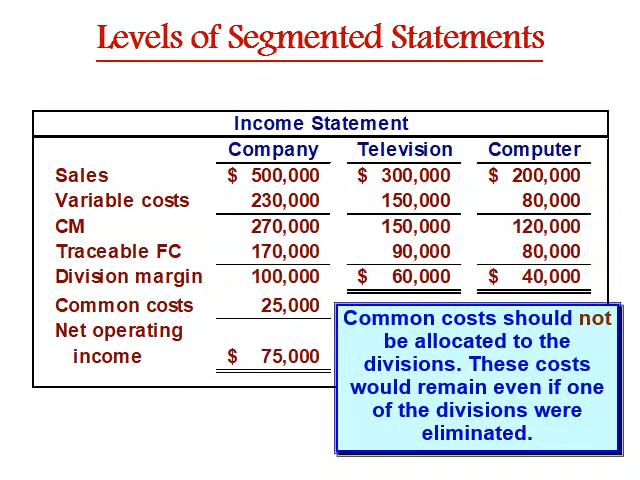 Levels of Segmented Statements
Income Statement
Company Television Computer
Sales $ 500,000 $ 300,000 $ 200,000
Variable costs 230,000 150,000 80,000
CM 270,000 150,000 120,000
Traceable FC 170,000 90,000 80,000
Division margin 100,000 $ 60,000 $ 40,000
Common costs 25,000
Net operating
income $ 75,000
Common costs should not
be allocated to the
divisions. These costs
would remain even if one
of the divisions were
eliminated.